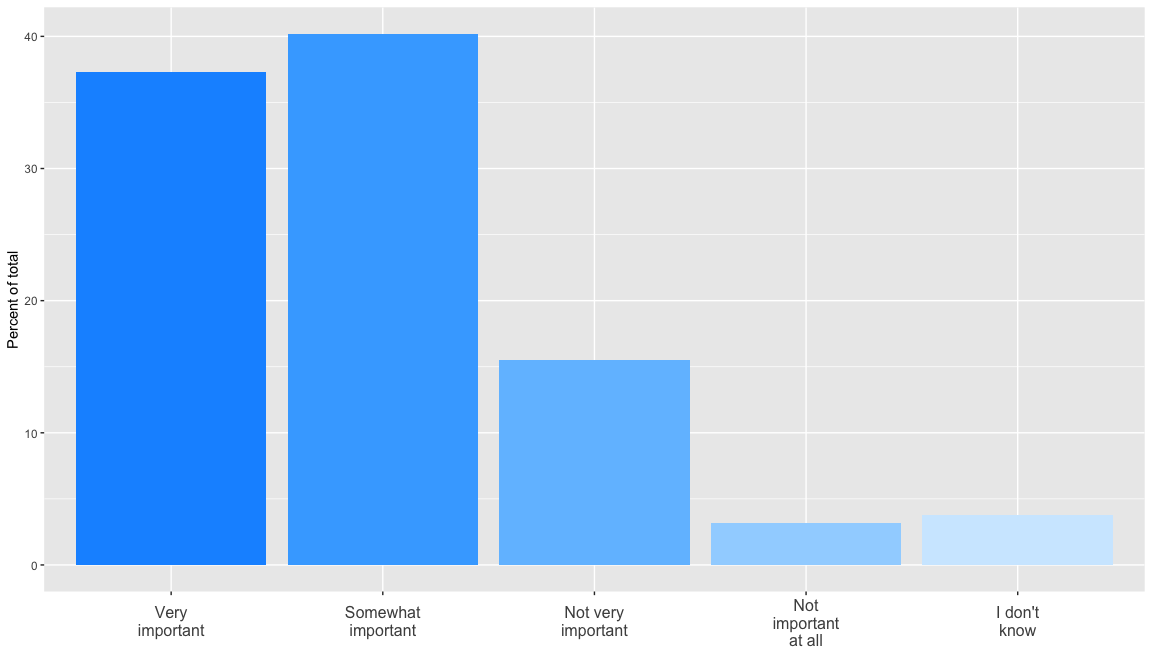 Percent of total
40
30
20
10
0
Very
important
Somewhat
important
Not very
important
Not
important
at all
I don't
know